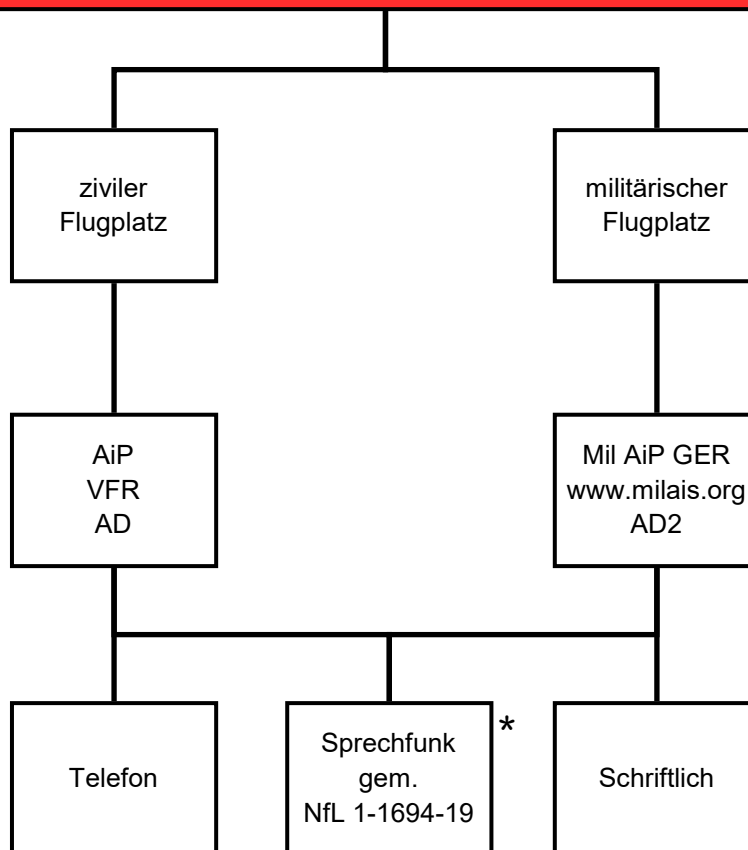 ziviler
Flugplatz
militärischer
Flugplatz
AiP
VFR
AD
Mil AiP GER
www.milais.org
AD2
Telefon
Sprechfunk
gem.
NfL 1-1694-19
*
Schriftlich